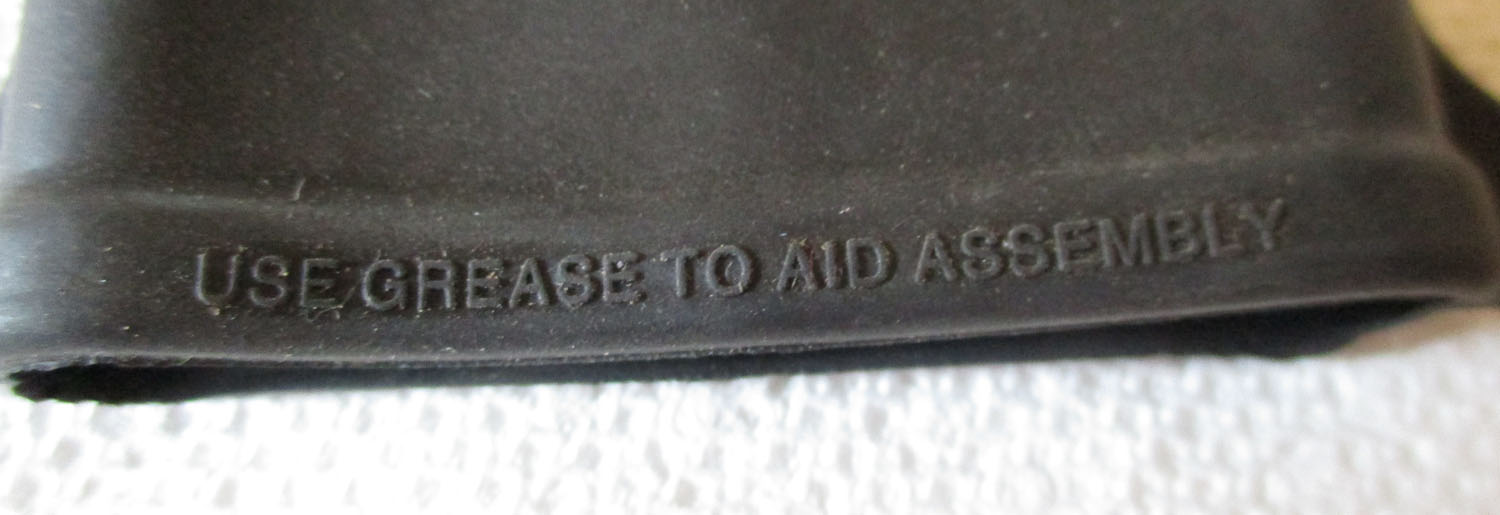 USE GREASE TO AID ASSEMBLY